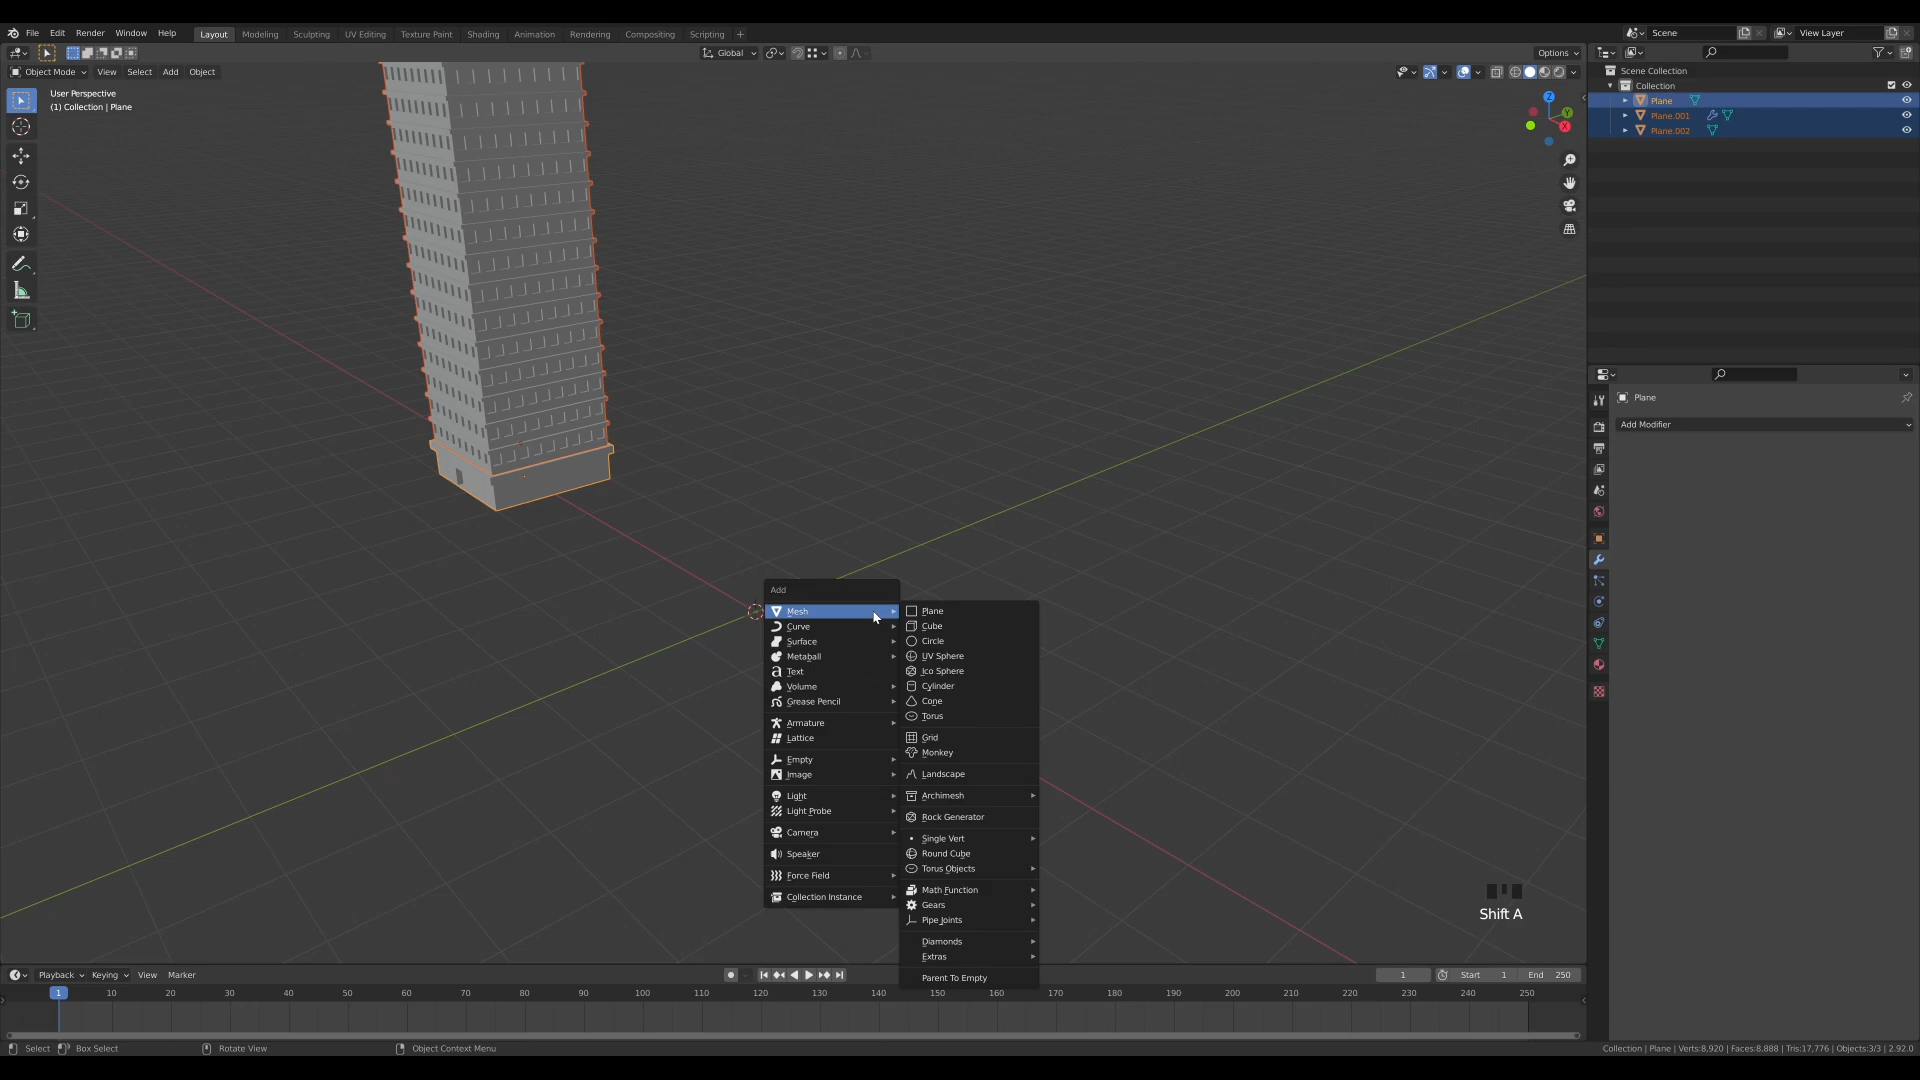 File Edit Render Window Help Layout Modeling Sculpting UV Editing Texture Paint Shading Animation Rendering Compositing Scripting + Scene View Layer
Global Options
Object Mode View Select Add Object
User Perspective
(1) Collection | Plane
Z
Y
X
Scene Collection
Collection
Plane
Plane.001
Plane.002
Plane
Add Modifier
Add
Mesh
Curve
Surface
Metaball
Text
Volume
Grease Pencil
Armature
Lattice
Empty
Image
Light
Light Probe
Camera
Speaker
Force Field
Collection Instance
Plane
Cube
Circle
UV Sphere
Ico Sphere
Cylinder
Cone
Torus
Grid
Monkey
Landscape
Archimesh
Rock Generator
Single Vert
Round Cube
Torus Objects
Math Function
Gears
Pipe Joints
Diamonds
Extras
Parent To Empty
Shift A
Playback Keying View Marker 1 Start 1 End 250
1 10 20 30 40 50 60 70 80 90 100 110 120 130 140 150 160 170 180 190 200 210 220 230 240 250
Select Box Select Rotate View Object Context Menu Collection | Plane | Verts:8,920 | Faces:8,888 | Tris:17,776 | Objects:3/3 | 2.92.0